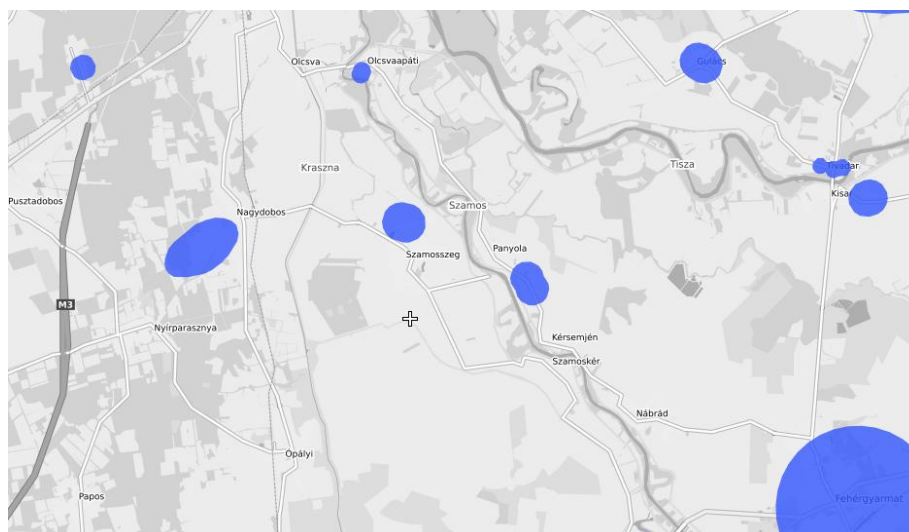 Olcsva
Olcsvaapáti
Gulács
Kraszna
Tisza
Tivadar
Pusztadobos
Nagydobos
Szamos
Kisar
Szamosszeg
Panyola
M3
Nyírparasznya
Kérsemjén
Szamoskér
Nábrád
Ópályi
Papos
Fehérgyarmat